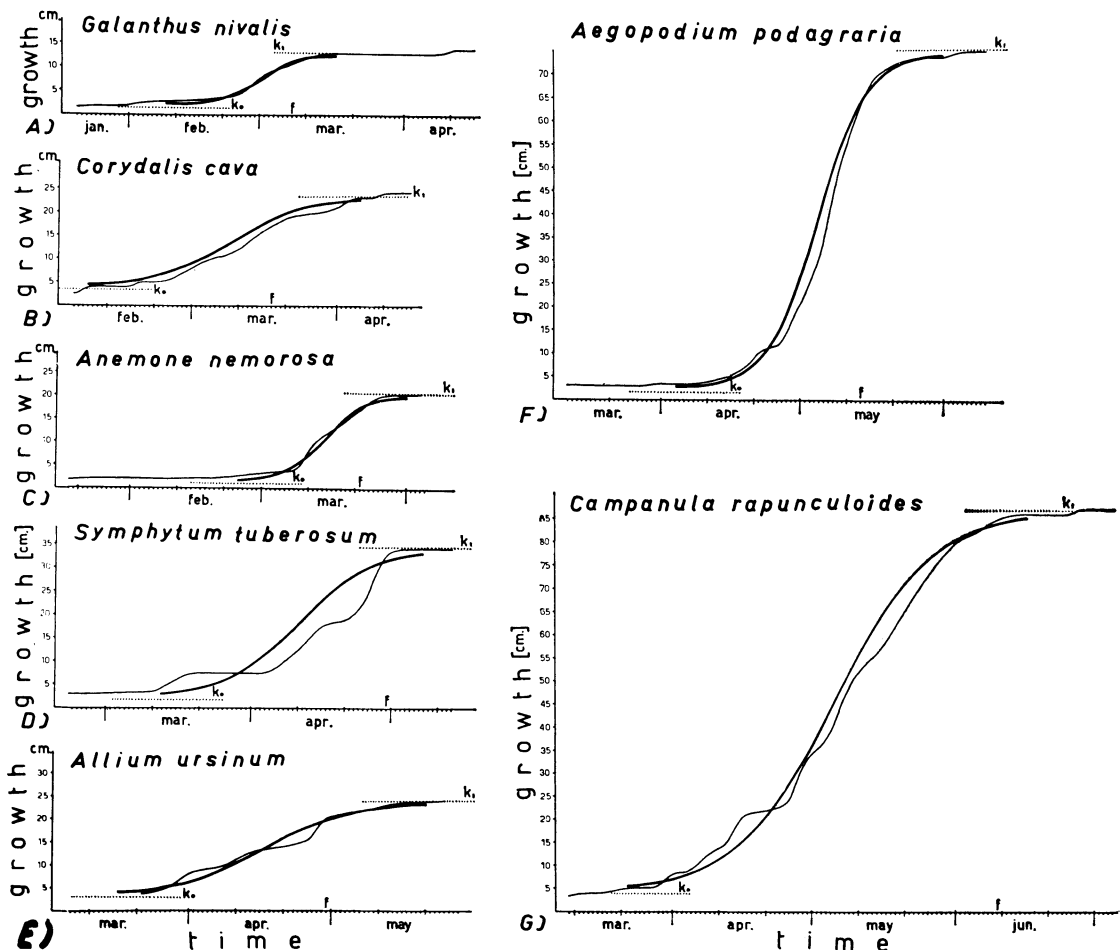 Galanthus nivalis
cm.
growth
15
10
5
k₁
k₀
f
A) jan. feb. mar. apr.
Corydalis cava
cm
growth
25
20
15
10
5
k₁
k₀
f
B) feb. mar. apr.
Anemone nemorosa
cm
growth
20
15
10
5
k₁
k₀
f
C) feb. mar.
Symphytum tuberosum
growth [cm]
35
30
25
20
15
10
5
k₁
k₀
f
D) mar. apr.
Allium ursinum
cm
growth
30
25
20
15
10
5
k₁
k₀
f
E) mar. apr. may
time
Aegopodium podagraria
growth [cm.]
70
65
60
55
50
45
40
35
30
25
20
15
10
5
k₁
k₀
f
F) mar. apr. may
Campanula rapunculoides
growth [cm]
85
80
75
70
65
60
55
50
45
40
35
30
25
20
15
10
5
k₁
k₀
f
G) mar. apr. may jun.
time